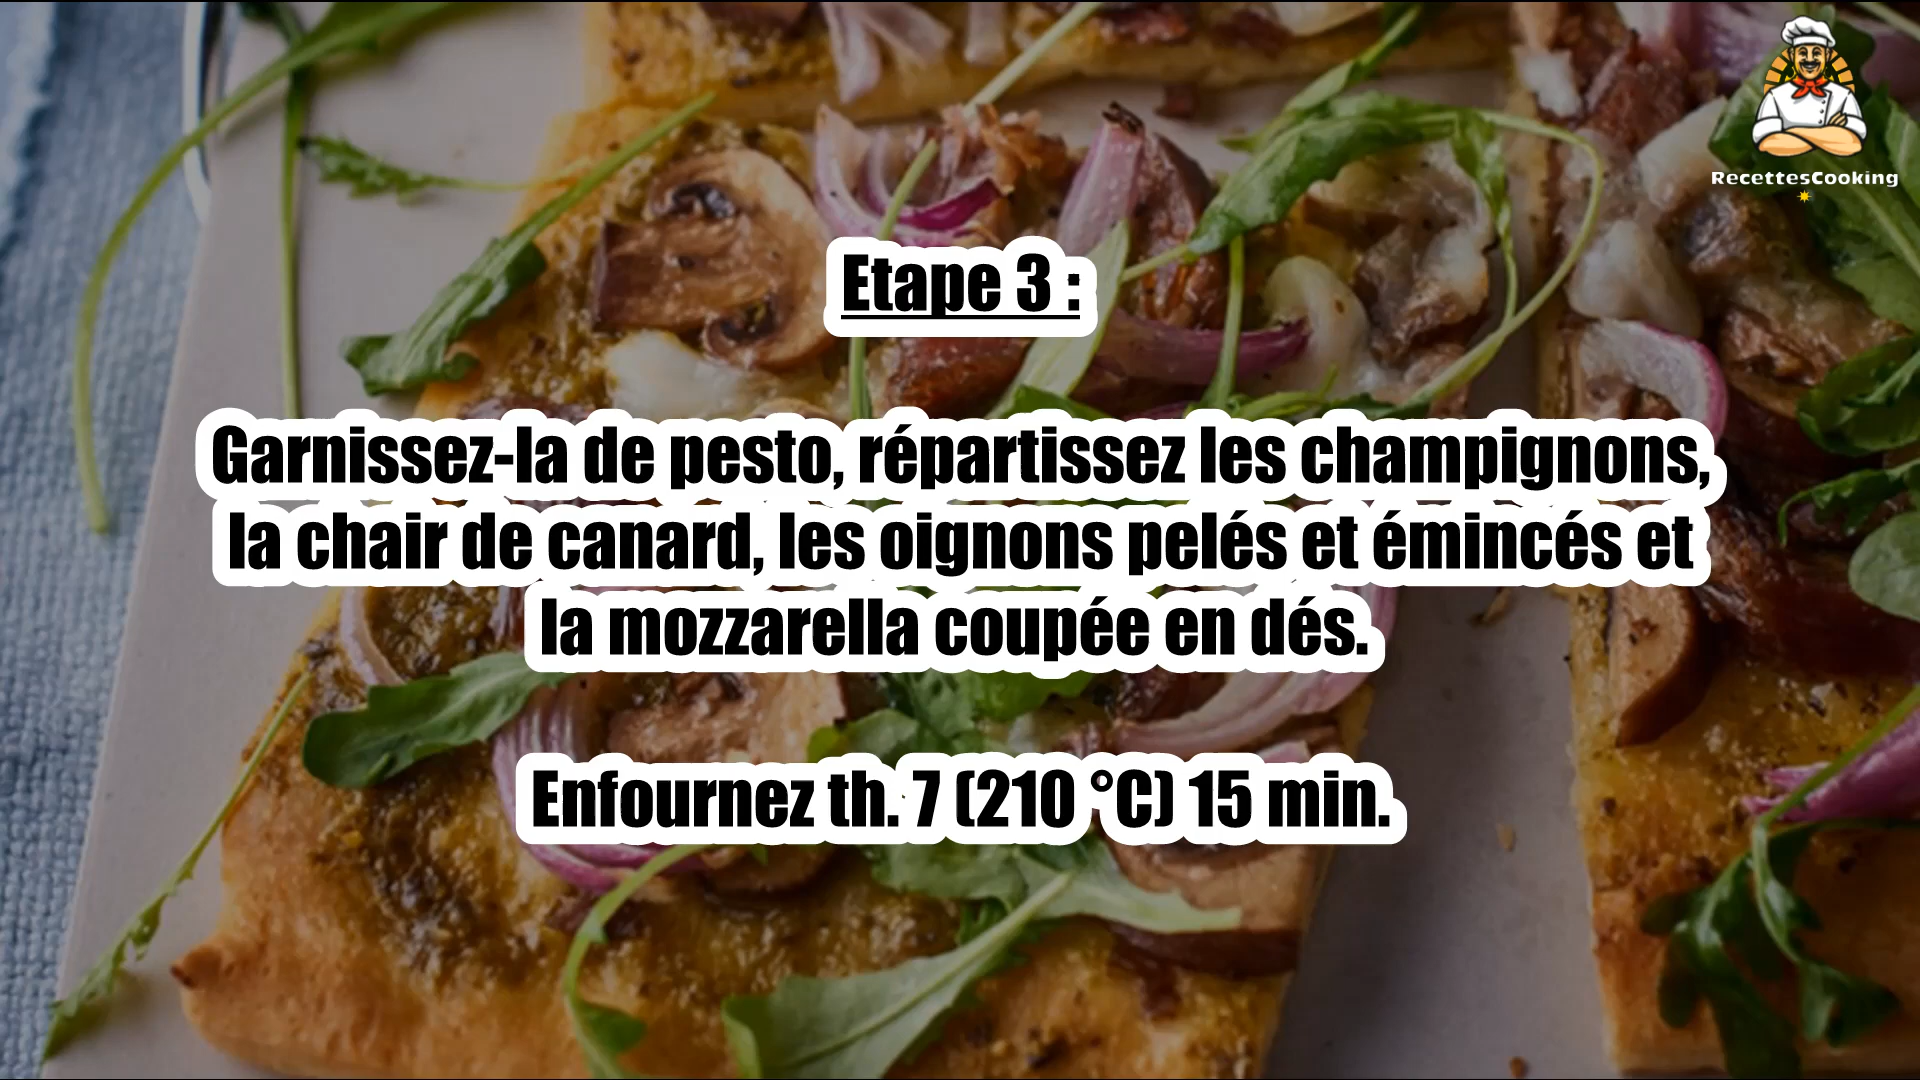 RecettesCooking
Etape 3 :
Garnissez-la de pesto, répartissez les champignons,
la chair de canard, les oignons pelés et émincés et
la mozzarella coupée en dés.
Enfournez th. 7 (210 °C) 15 min.